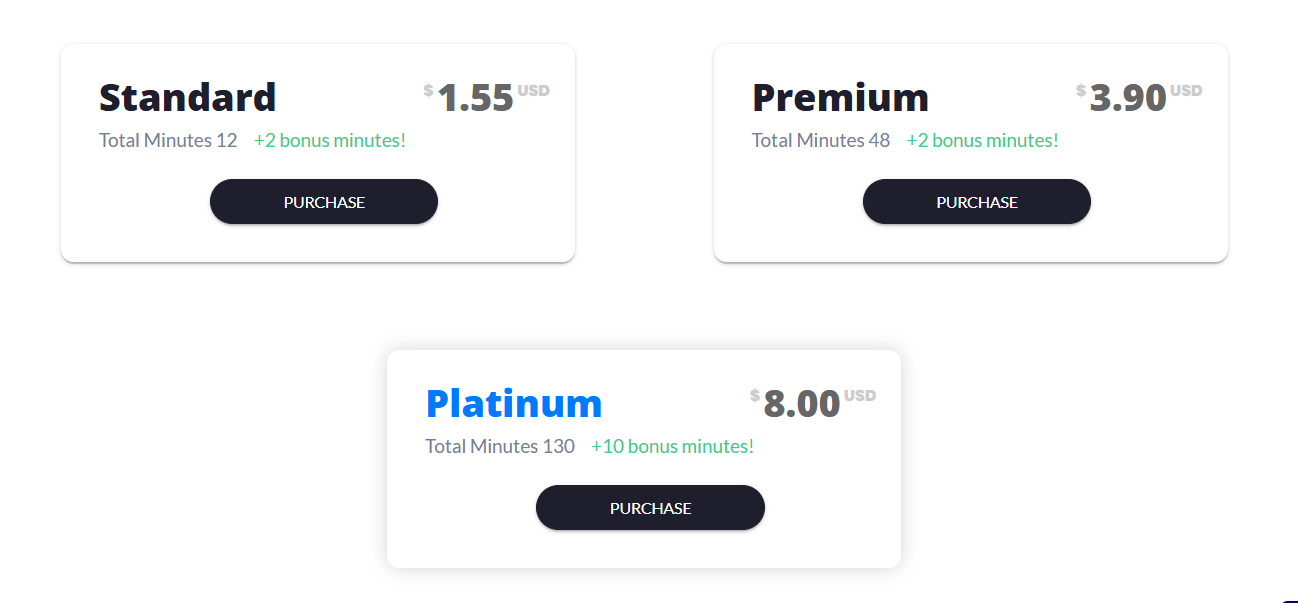 Standard $ 1.55 USD
Total Minutes 12 +2 bonus minutes!
PURCHASE
Premium $ 3.90 USD
Total Minutes 48 +2 bonus minutes!
PURCHASE
Platinum $ 8.00 USD
Total Minutes 130 +10 bonus minutes!
PURCHASE